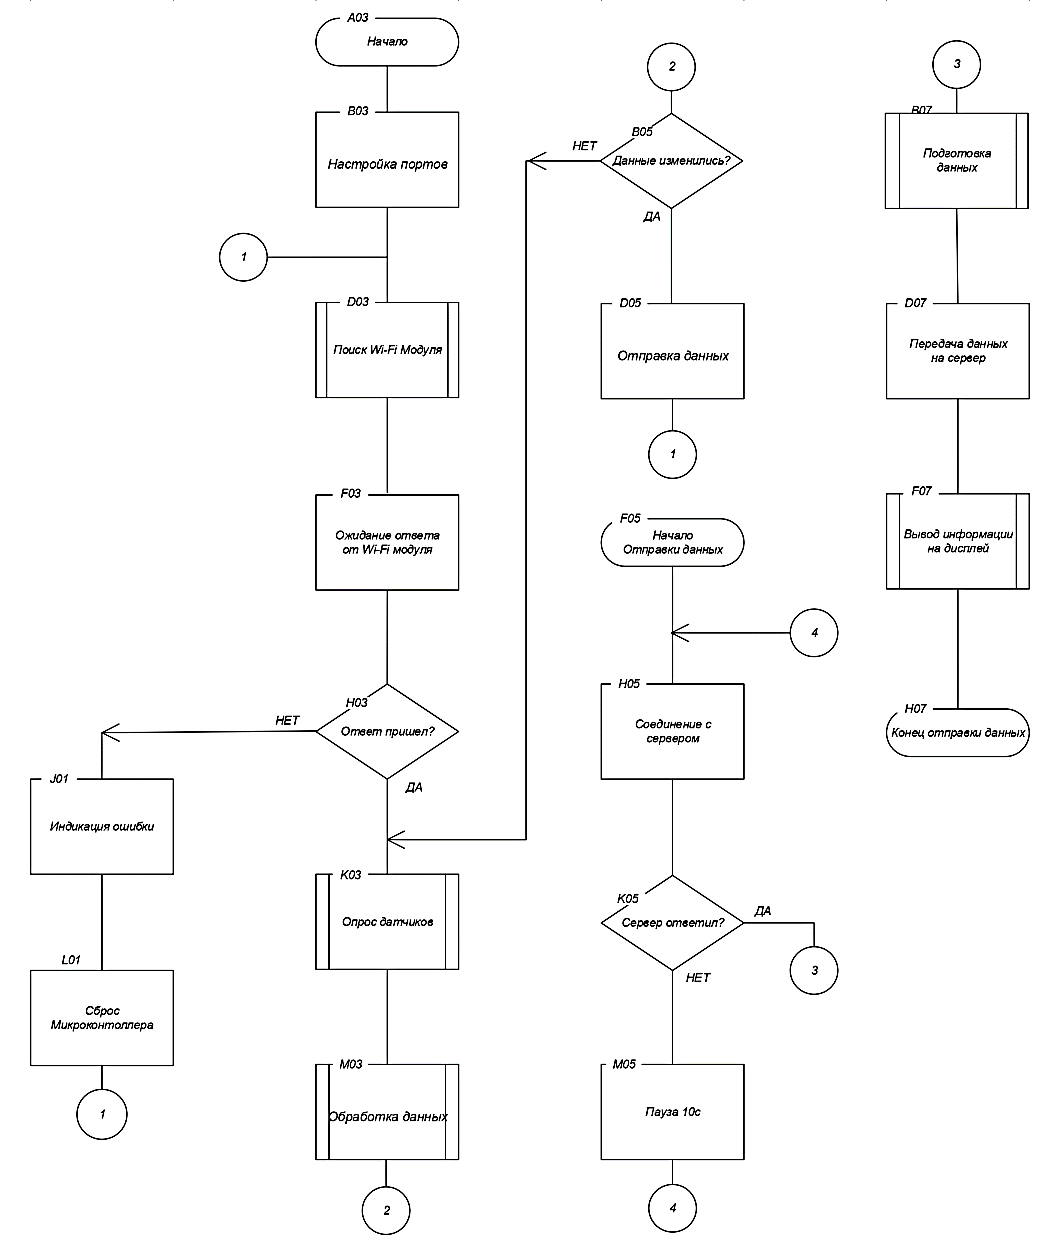 A03
Начало
B03
Настройка портов
1
D03
Поиск Wi-Fi Модуля
F03
Ожидание ответа
от Wi-Fi модуля
H03
Ответ пришел?
НЕТ
ДА
J01
Индикация ошибки
L01
Сброс
Микроконтоллера
1
K03
Опрос датчиков
M03
Обработка данных
2
2
B05
Данные изменились?
НЕТ
ДА
D05
Отправка данных
1
F05
Начало
Отправки данных
4
H05
Соединение с
сервером
K05
Сервер ответил?
ДА
3
НЕТ
M05
Пауза 10с
4
3
B07
Подготовка
данных
D07
Передача данных
на сервер
F07
Вывод информации
на дисплей
H07
Конец отправки данных